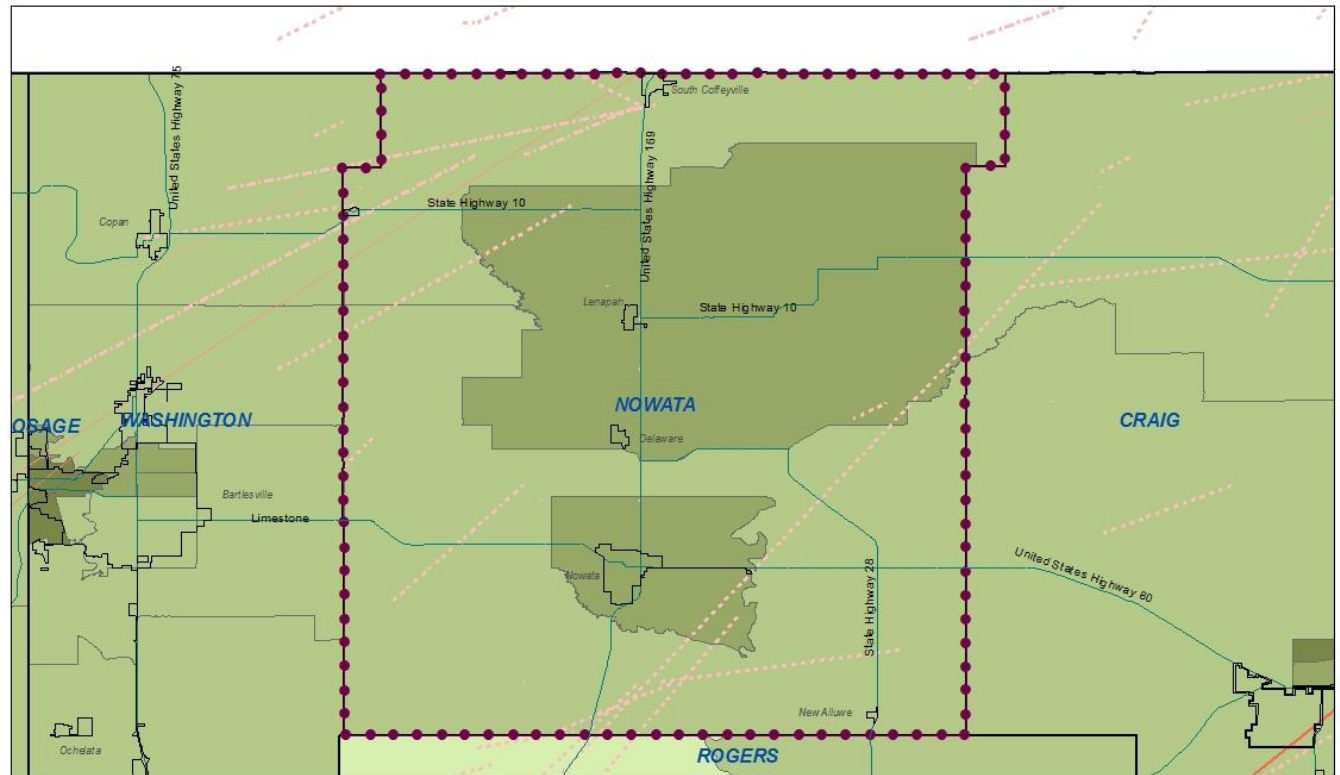 United States Highway 75
South Coffeyville
United States Highway 169
State Highway 10
Copan
Lenapah
State Highway 10
NOWATA
OSAGE
WASHINGTON
CRAIG
Delaware
Bartlesville
Limestone
United States Highway 60
Nowata
State Highway 28
New Alluwe
Ochelata
ROGERS